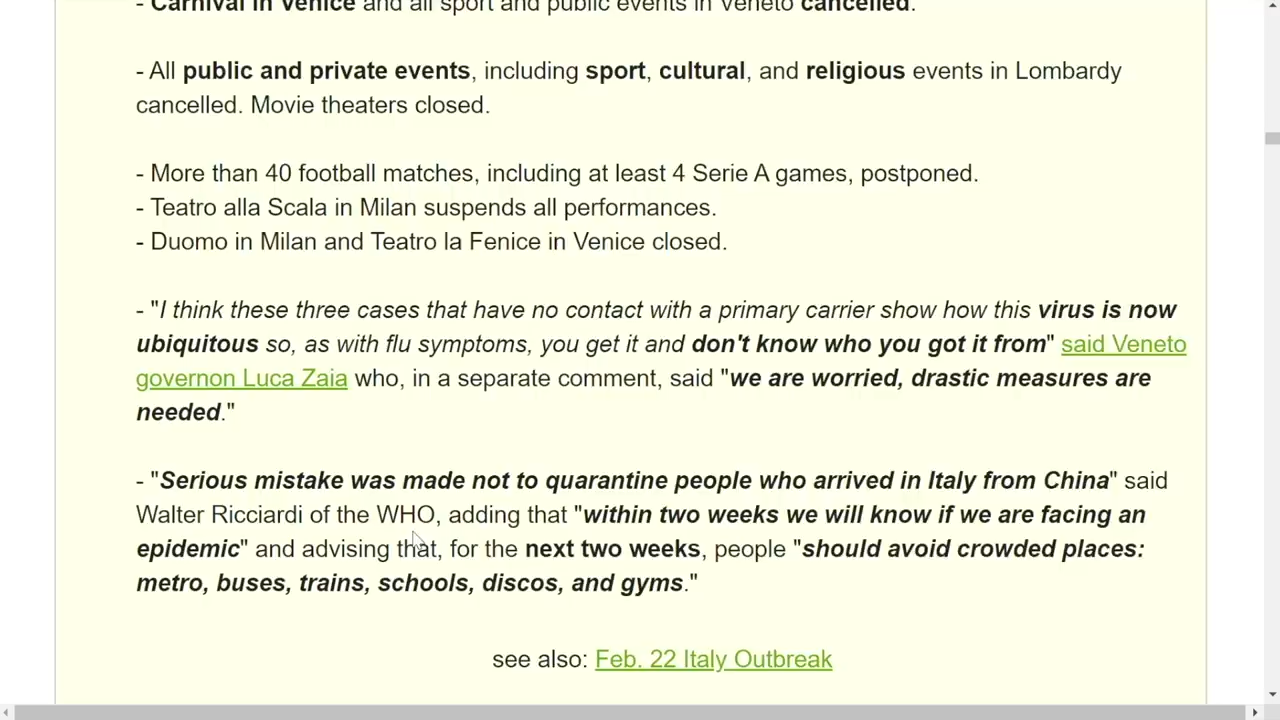 - Carnival in Venice and all sport and public events in Veneto cancelled.
- All public and private events, including sport, cultural, and religious events in Lombardy
cancelled. Movie theaters closed.
- More than 40 football matches, including at least 4 Serie A games, postponed.
- Teatro alla Scala in Milan suspends all performances.
- Duomo in Milan and Teatro la Fenice in Venice closed.
- "I think these three cases that have no contact with a primary carrier show how this virus is now
ubiquitous so, as with flu symptoms, you get it and don't know who you got it from" said Veneto
governon Luca Zaia who, in a separate comment, said "we are worried, drastic measures are
needed."
- "Serious mistake was made not to quarantine people who arrived in Italy from China" said
Walter Ricciardi of the WHO, adding that "within two weeks we will know if we are facing an
epidemic" and advising that, for the next two weeks, people "should avoid crowded places:
metro, buses, trains, schools, discos, and gyms."
see also: Feb. 22 Italy Outbreak